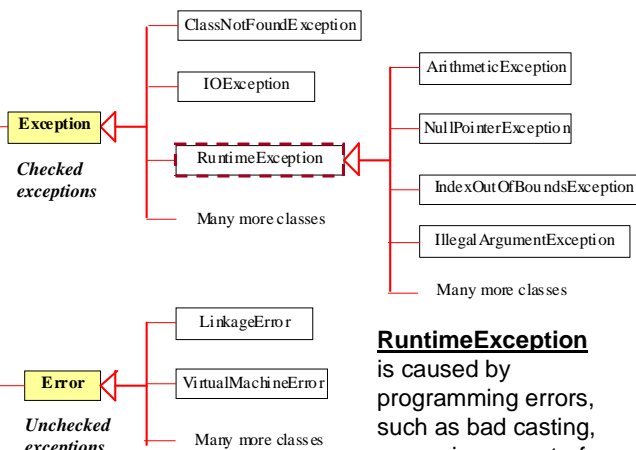 ClassNotFoundException
IOException
Exception
RuntimeException
Checked
exceptions
Many more classes
ArithmeticException
NullPointerException
IndexOutOfBoundsException
IllegalArgumentException
Many more classes
LinkageError
Error
VirtualMachineError
Unchecked
exceptions
Many more classes
RuntimeException
is caused by
programming errors,
such as bad casting,